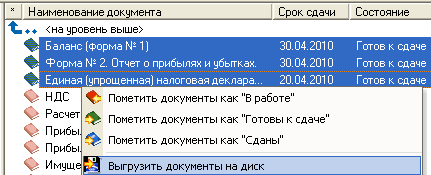 × Наименование документа Срок сдачи Состояние
<на уровень выше>
Баланс (форма № 1) 30.04.2010 Готов к сдаче
Форма № 2. Отчет о прибылях и убытках. 30.04.2010 Готов к сдаче
Единая (упрощенная) налоговая деклара... 20.04.2010 Готов к сдаче
НДС
Пометить документы как "В работе"
Расчет
Пометить документы как "Готовы к сдаче"
Прибы.
Пометить документы как "Сданы"
Прибы.
Имуще
Выгрузить документы на диск